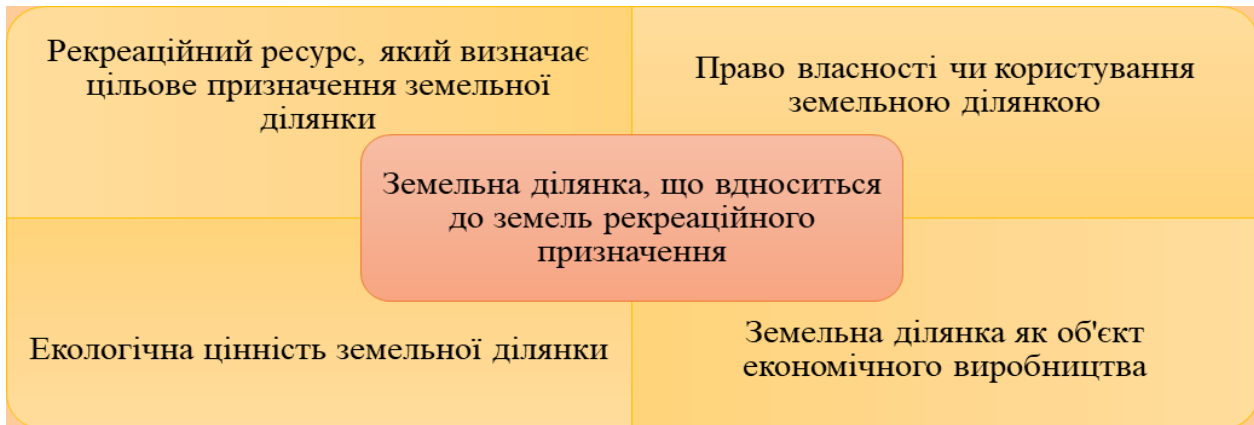 Рекреаційний ресурс, який визначає
цільове призначення земельної
ділянки
Право власності чи користування
земельною ділянкою
Земельна ділянка, що вдноситься
до земель рекреаційного
призначення
Екологічна цінність земельної ділянки
Земельна ділянка як об'єкт
економічного виробництва